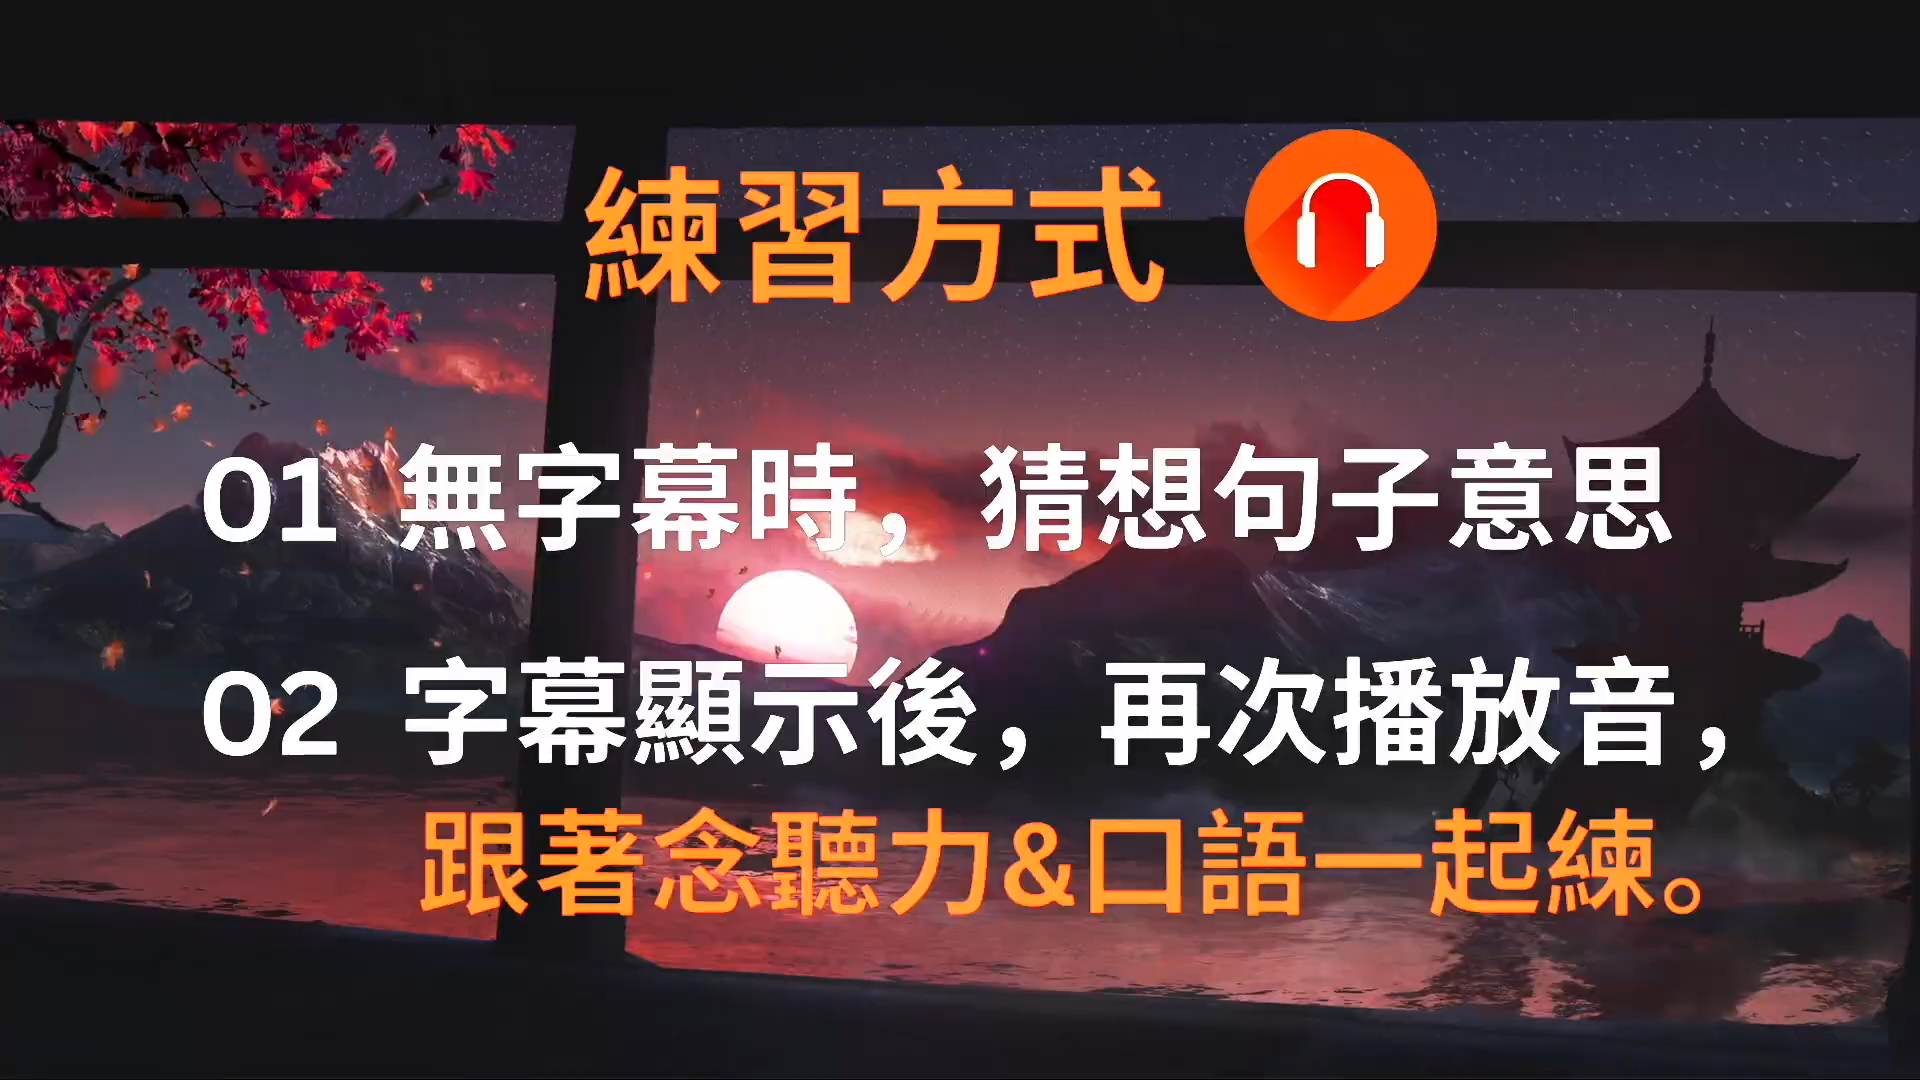 練習方式
01 無字幕時，猜想句子意思
02 字幕顯示後，再次播放音，
跟著念聽力&口語一起練。